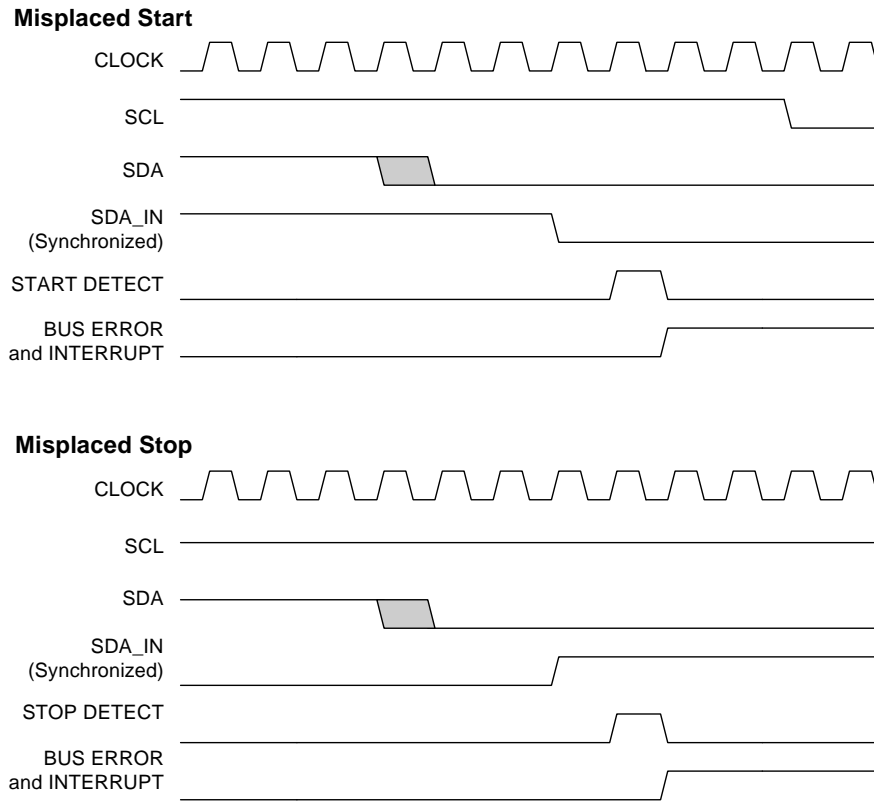 Misplaced Start
CLOCK
SCL
SDA
SDA_IN
(Synchronized)
START DETECT
BUS ERROR
and INTERRUPT
Misplaced Stop
CLOCK
SCL
SDA
SDA_IN
(Synchronized)
STOP DETECT
BUS ERROR
and INTERRUPT